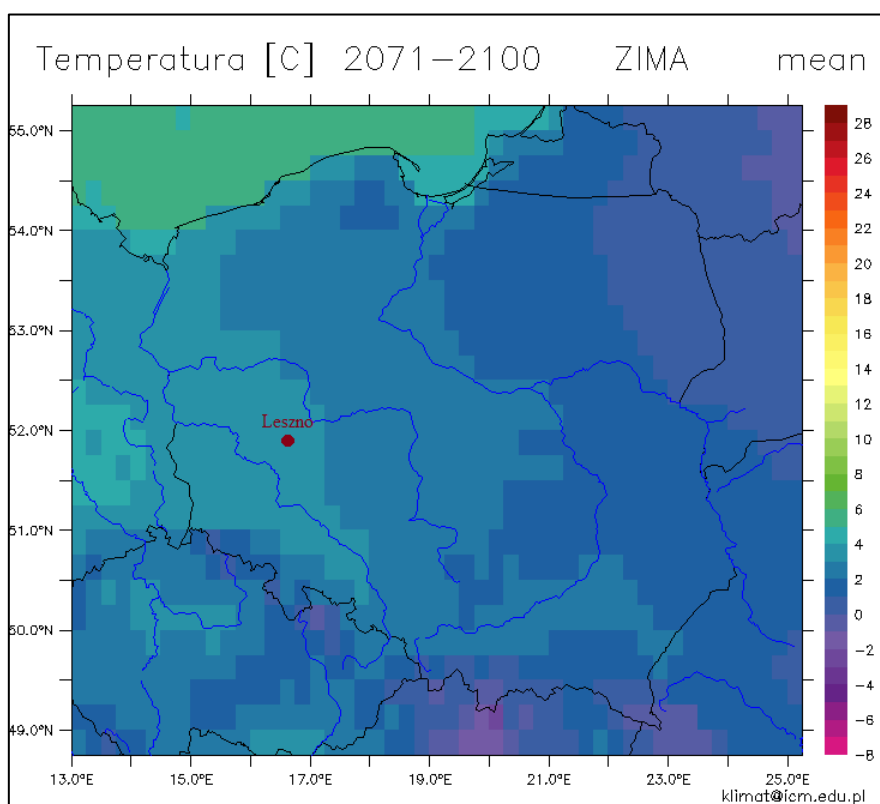 Temperatura [C] 2071-2100 ZIMA mean
55.0°N
54.0°N
53.0°N
52.0°N
51.0°N
50.0°N
49.0°N
Leszno
28
26
24
22
20
18
16
14
12
10
8
6
4
2
0
-2
-4
-6
-8
13.0°E 15.0°E 17.0°E 19.0°E 21.0°E 23.0°E 25.0°E
klimat@icm.edu.pl